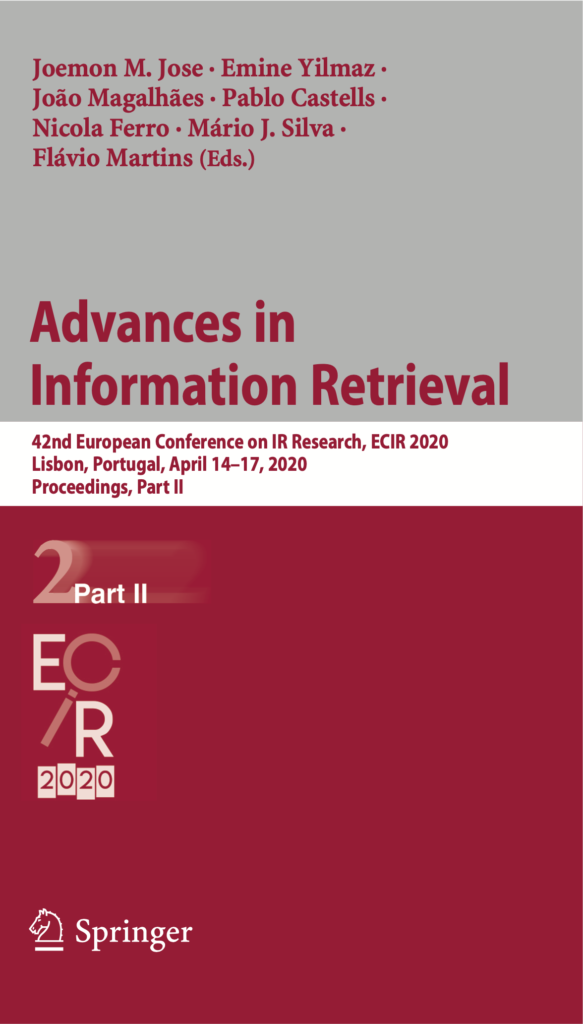 Joemon M. Jose · Emine Yilmaz ·
João Magalhães · Pablo Castells ·
Nicola Ferro · Mário J. Silva ·
Flávio Martins (Eds.)
Advances in
Information Retrieval
42nd European Conference on IR Research, ECIR 2020
Lisbon, Portugal, April 14–17, 2020
Proceedings, Part II
2 Part II
EC
iR
2020
Springer